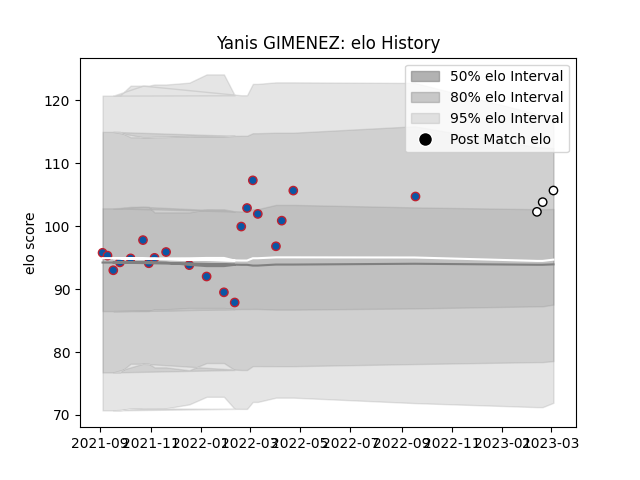 Yanis GIMENEZ: elo History
50% elo Interval
80% elo Interval
95% elo Interval
Post Match elo
elo score
120
110
100
90
80
70
2021-09 2021-11 2022-01 2022-03 2022-05 2022-07 2022-09 2022-11 2023-01 2023-03